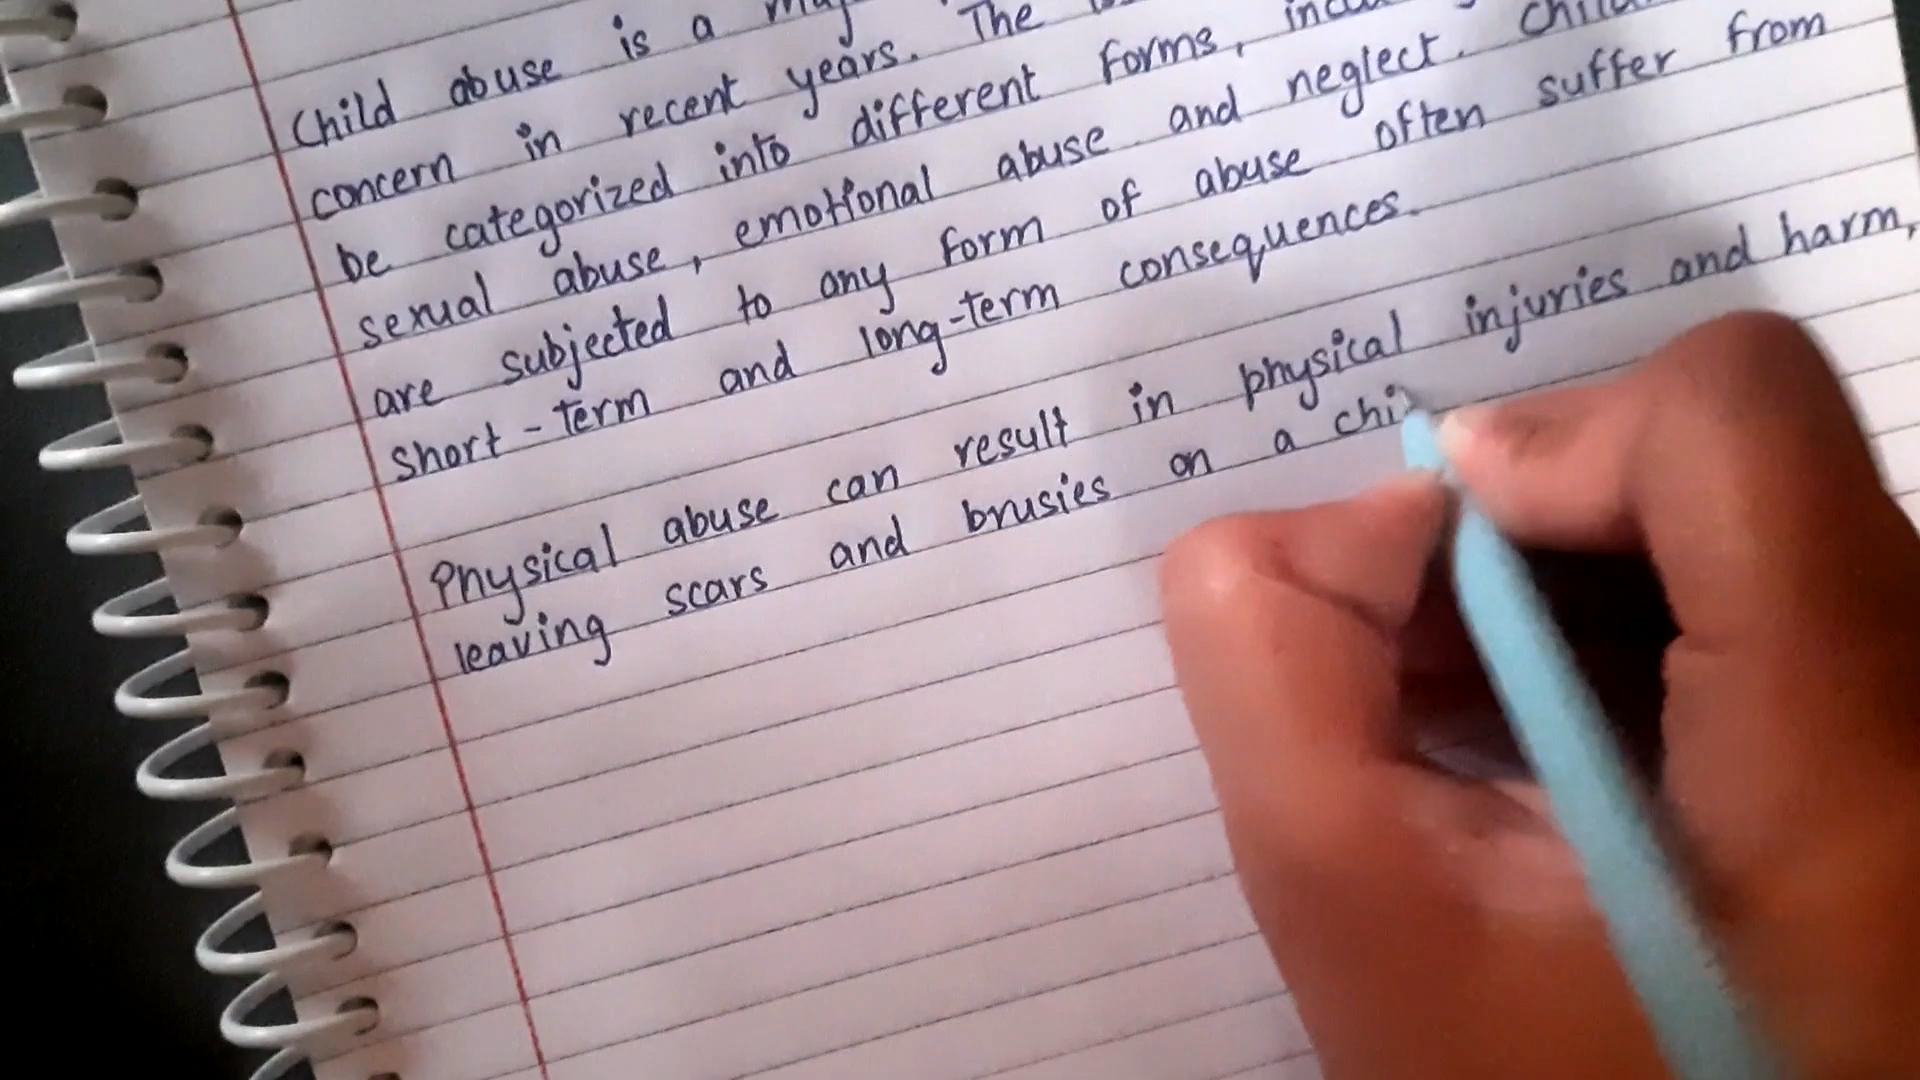 Child abuse is a
concern in recent years. The
be categorized into different forms,
sexual abuse, emotional abuse and neglect.
are subjected to any form of abuse often suffer from
short-term and long-term consequences.
Physical abuse can result in physical injuries and harm,
leaving scars and brusies on a chi